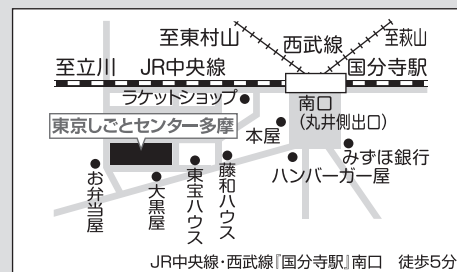 至東村山
西武線
至萩山
至立川
JR中央線
国分寺駅
ラケットショップ
南口
(丸井側出口)
東京しごとセンター多摩
本屋
みずほ銀行
ハンバーガー屋
お弁当屋
大黒屋
東宝ハウス
藤和ハウス
JR中央線・西武線『国分寺駅』南口 徒歩5分